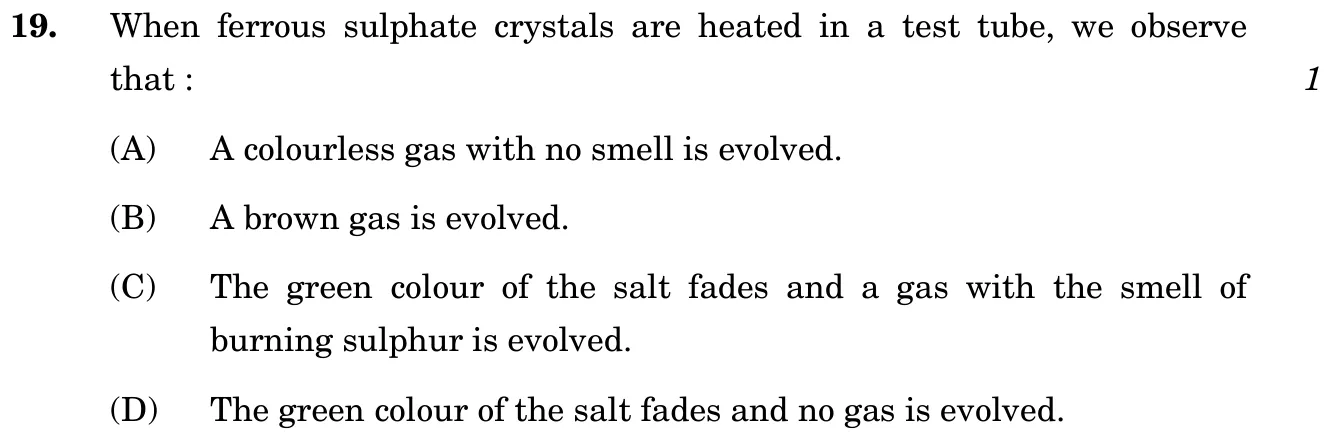 19. When ferrous sulphate crystals are heated in a test tube, we observe
that : 1
(A) A colourless gas with no smell is evolved.
(B) A brown gas is evolved.
(C) The green colour of the salt fades and a gas with the smell of
burning sulphur is evolved.
(D) The green colour of the salt fades and no gas is evolved.